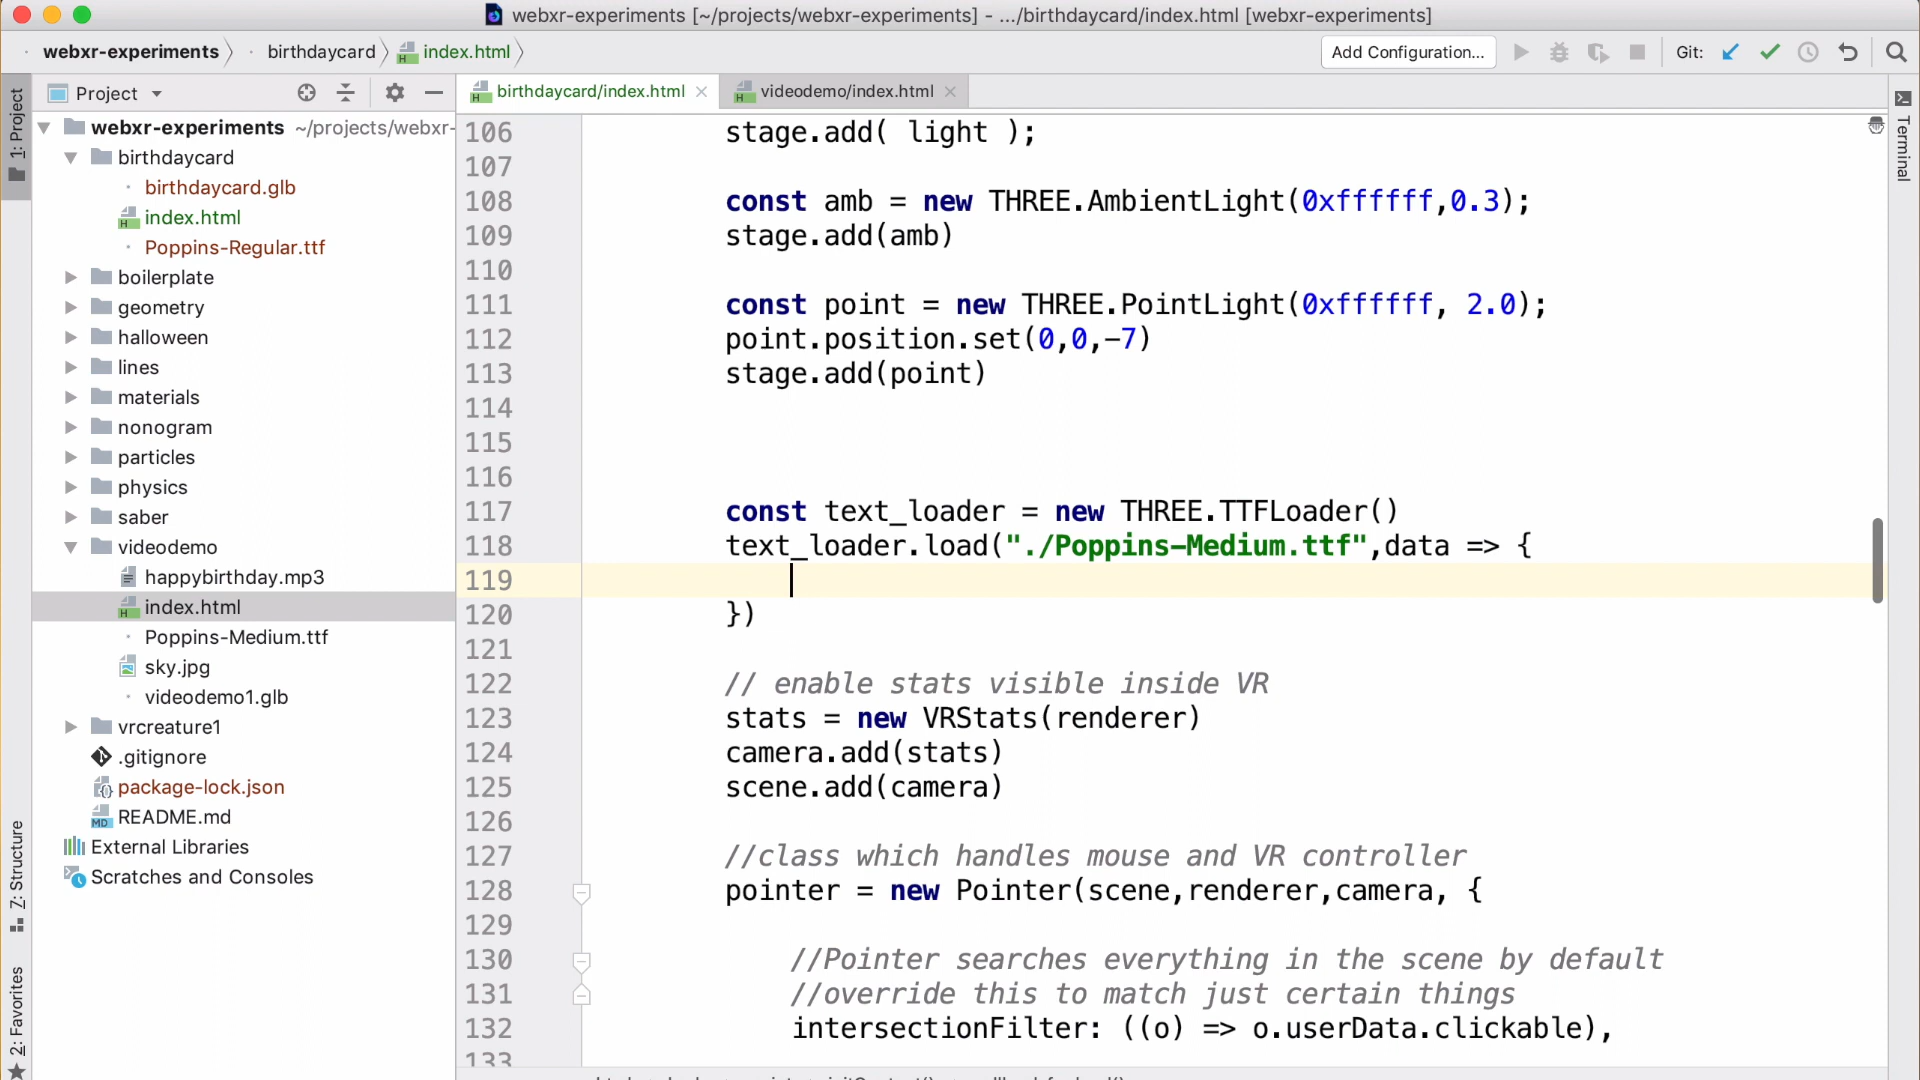 webxr-experiments [~/projects/webxr-experiments] - .../birthdaycard/index.html [webxr-experiments]
webxr-experiments birthdaycard index.html Add Configuration... Git:
1: Project
Project
birthdaycard/index.html videodemo/index.html
Terminal
webxr-experiments ~/projects/webxr-
birthdaycard
birthdaycard.glb
index.html
Poppins-Regular.ttf
boilerplate
geometry
halloween
lines
materials
nonogram
particles
physics
saber
videodemo
happybirthday.mp3
index.html
Poppins-Medium.ttf
sky.jpg
videodemo1.glb
vrcreature1
.gitignore
package-lock.json
README.md
External Libraries
Scratches and Consoles
7: Structure
2: Favorites
106 stage.add( light );
107
108 const amb = new THREE.AmbientLight(0xffffff,0.3);
109 stage.add(amb)
110
111 const point = new THREE.PointLight(0xffffff, 2.0);
112 point.position.set(0,0,-7)
113 stage.add(point)
114
115
116
117 const text_loader = new THREE.TTFLoader()
118 text_loader.load("./Poppins-Medium.ttf",data => {
119
120 })
121
122 // enable stats visible inside VR
123 stats = new VRStats(renderer)
124 camera.add(stats)
125 scene.add(camera)
126
127 //class which handles mouse and VR controller
128 pointer = new Pointer(scene,renderer,camera, {
129
130 //Pointer searches everything in the scene by default
131 //override this to match just certain things
132 intersectionFilter: ((o) => o.userData.clickable),
133